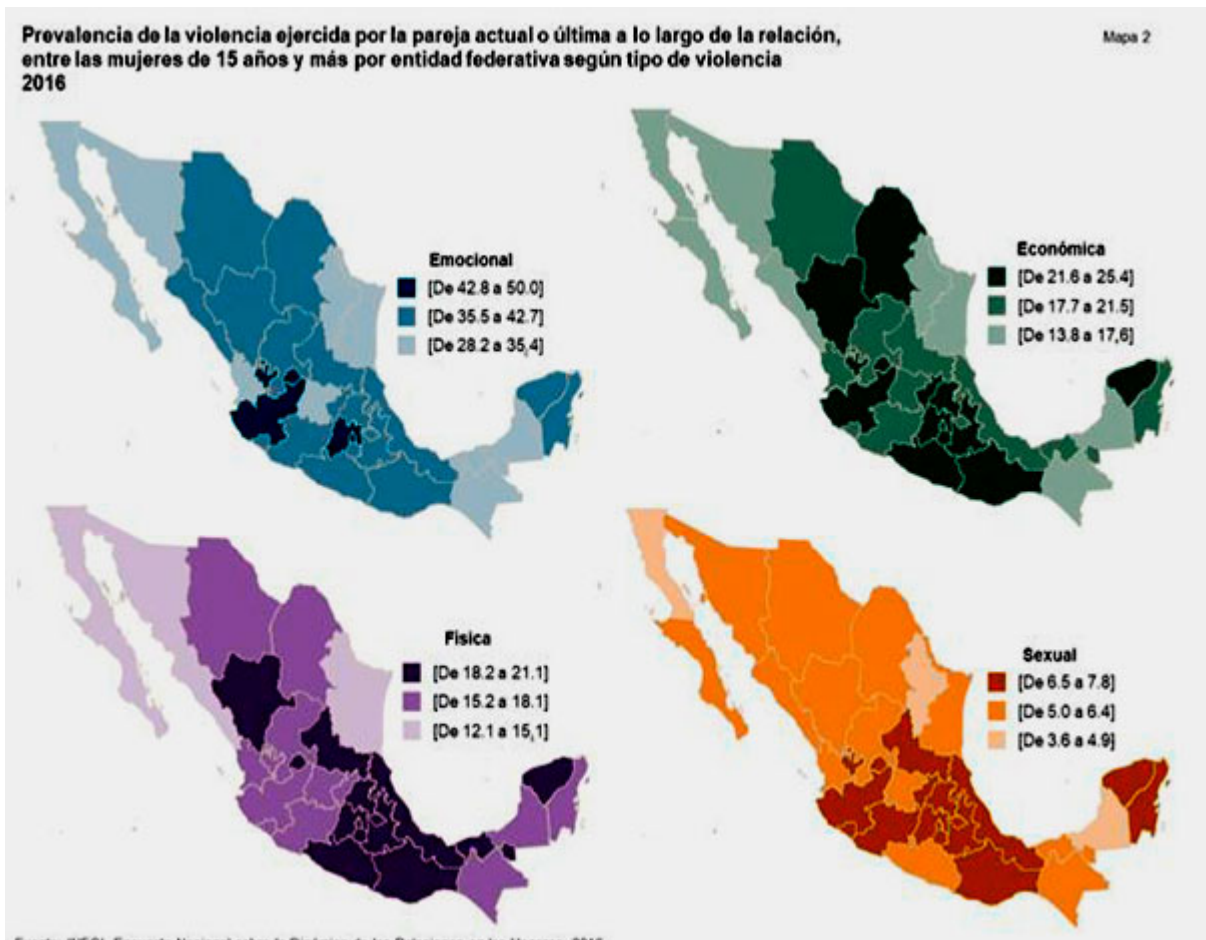 Prevalencia de la violencia ejercida por la pareja actual o última a lo largo de la relación,
entre las mujeres de 15 años y más por entidad federativa según tipo de violencia
2016
Mapa 2
Emocional
[De 42.8 a 50.0]
[De 35.5 a 42.7]
[De 28.2 a 35,4]
Económica
[De 21.6 a 25.4]
[De 17.7 a 21.5]
[De 13.8 a 17,6]
Física
[De 18.2 a 21.1]
[De 15.2 a 18.1]
[De 12.1 a 15,1]
Sexual
[De 6.5 a 7.8]
[De 5.0 a 6.4]
[De 3.6 a 4.9]